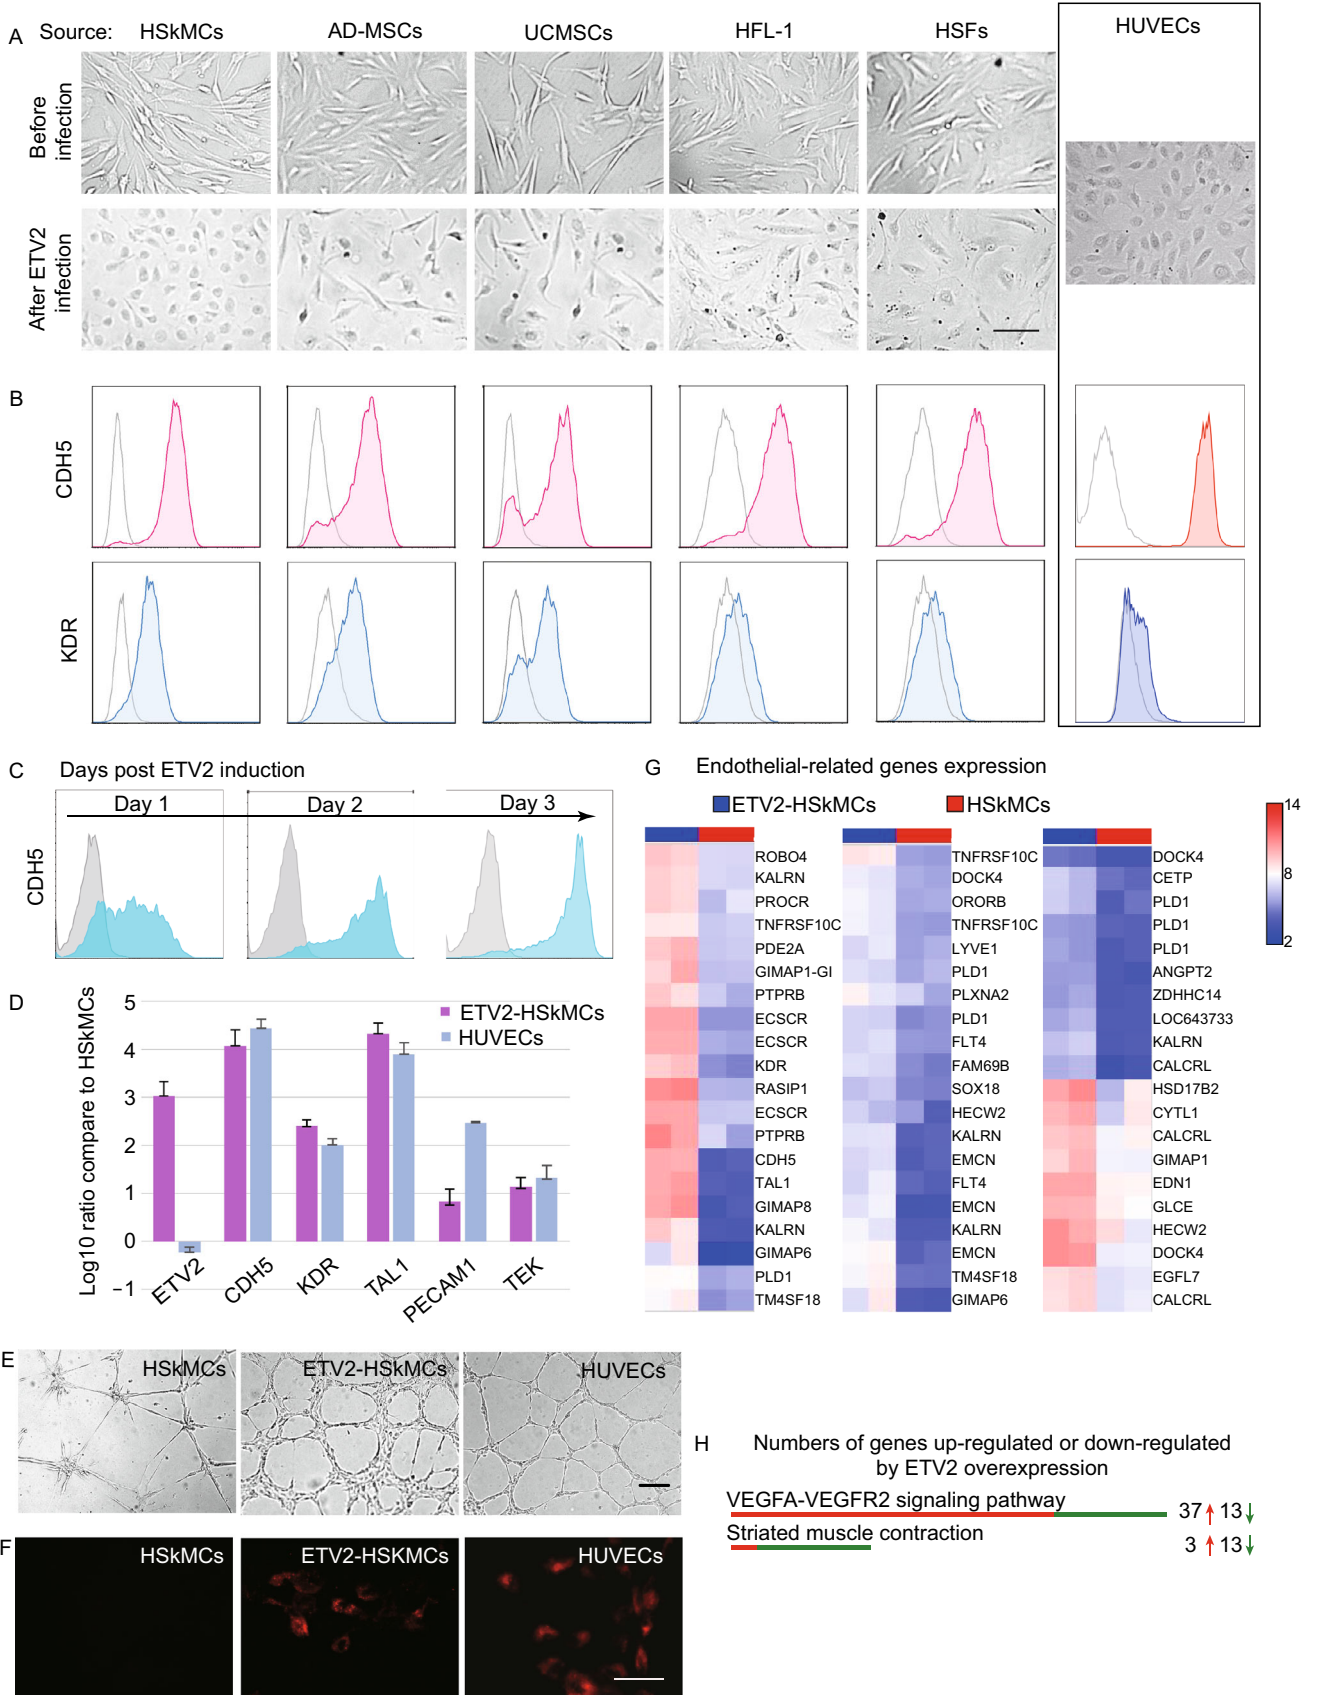 A Source: HSkMCs AD-MSCs UCMSCs HFL-1 HSFs HUVECs
Before infection
After ETV2 infection
B
CDH5
KDR
C Days post ETV2 induction
Day 1 Day 2 Day 3
CDH5
D
Log10 ratio compare to HSkMCs
5
4
3
2
1
0
−1
ETV2-HSkMCs
HUVECs
ETV2 CDH5 KDR TAL1 PECAM1 TEK
E HSkMCs ETV2-HSkMCs HUVECs
F HSkMCs ETV2-HSKMCs HUVECs
G Endothelial-related genes expression
ETV2-HSkMCs HSkMCs
14
8
2
ROBO4
KALRN
PROCR
TNFRSF10C
PDE2A
GIMAP1-GI
PTPRB
ECSCR
ECSCR
KDR
RASIP1
ECSCR
PTPRB
CDH5
TAL1
GIMAP8
KALRN
GIMAP6
PLD1
TM4SF18
TNFRSF10C
DOCK4
ORORB
TNFRSF10C
LYVE1
PLD1
PLXNA2
PLD1
FLT4
FAM69B
SOX18
HECW2
KALRN
EMCN
FLT4
EMCN
KALRN
EMCN
TM4SF18
GIMAP6
DOCK4
CETP
PLD1
PLD1
PLD1
ANGPT2
ZDHHC14
LOC643733
KALRN
CALCRL
HSD17B2
CYTL1
CALCRL
GIMAP1
EDN1
GLCE
HECW2
DOCK4
EGFL7
CALCRL
H Numbers of genes up-regulated or down-regulated
by ETV2 overexpression
VEGFA-VEGFR2 signaling pathway
37 ↑ 13 ↓
Striated muscle contraction
3 ↑ 13 ↓